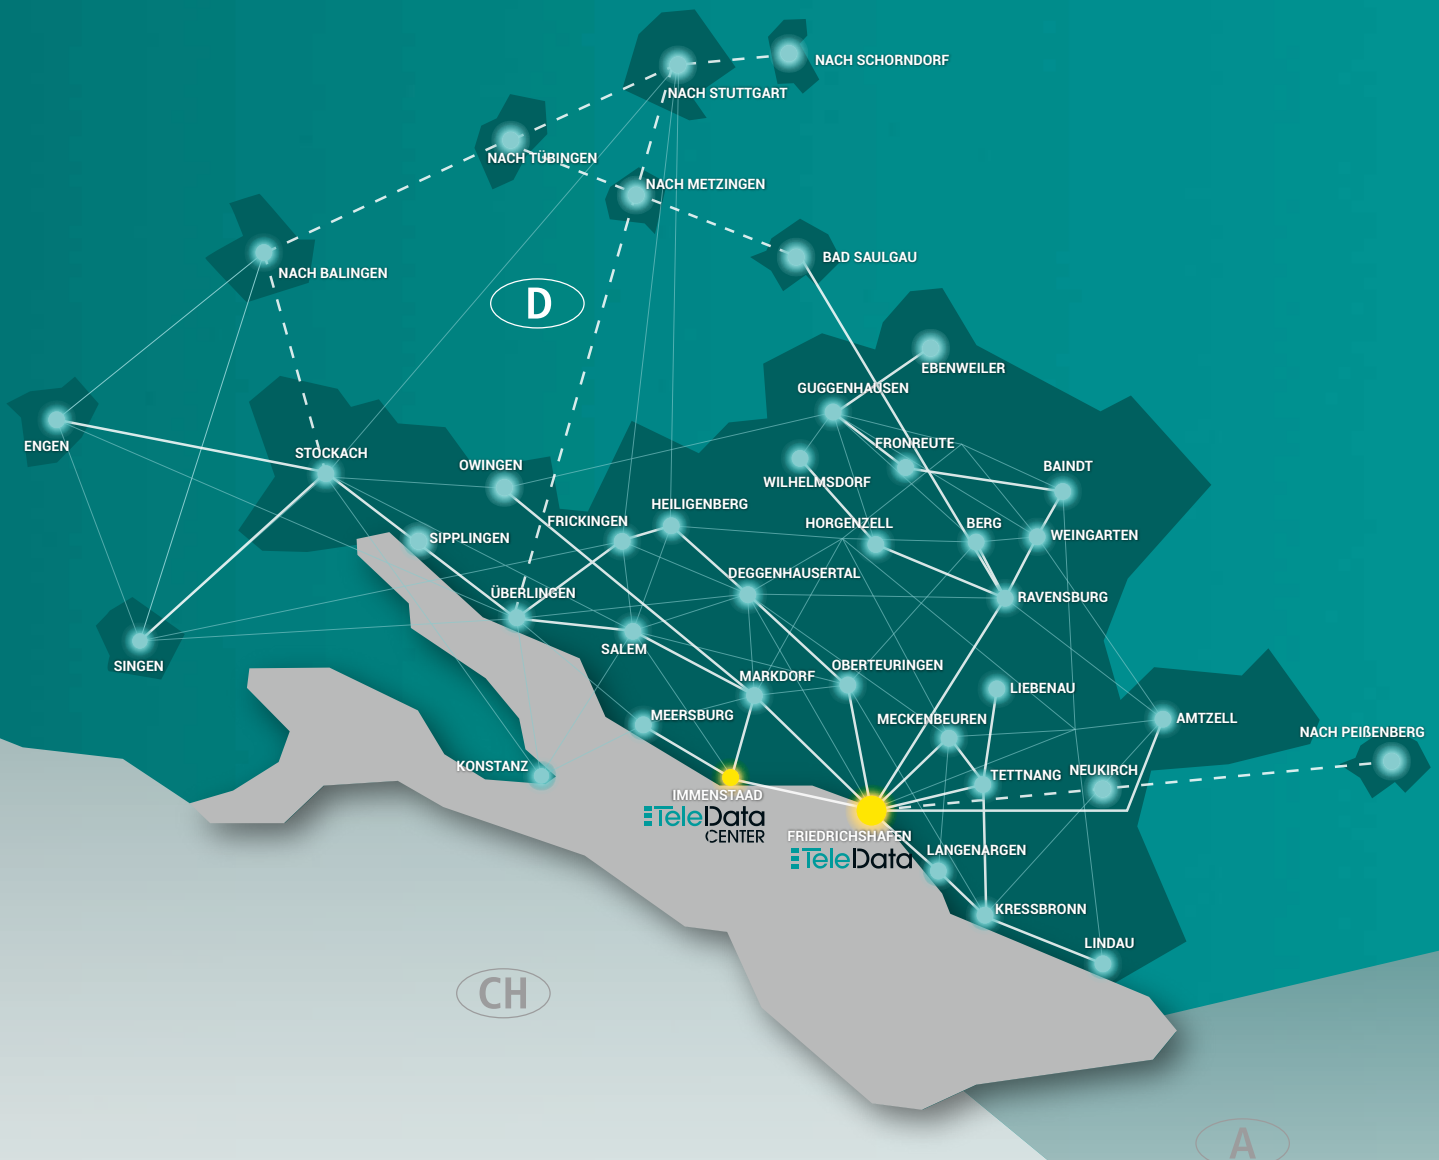 NACH SCHORNDORF
NACH STUTTGART
NACH TÜBINGEN
NACH METZINGEN
BAD SAULGAU
NACH BALINGEN
D
EBENWEILER
GUGGENHAUSEN
ENGEN
STOCKACH
OWINGEN
FRONREUTE
BAINDT
WILHELMSDORF
HEILIGENBERG
FRICKINGEN
HORGENZELL
BERG
WEINGARTEN
SIPPLINGEN
DEGGENHAUSERTAL
ÜBERLINGEN
RAVENSBURG
SALEM
SINGEN
OBERTEURINGEN
MARKDORF
LIEBENAU
MEERSBURG
MECKENBEUREN
AMTZELL
NACH PEIßENBERG
KONSTANZ
TETTNANG
NEUKIRCH
IMMENSTAAD
TeleData
CENTER
FRIEDRICHSHAFEN
TeleData
LANGENARGEN
KRESSBRONN
LINDAU
CH
A